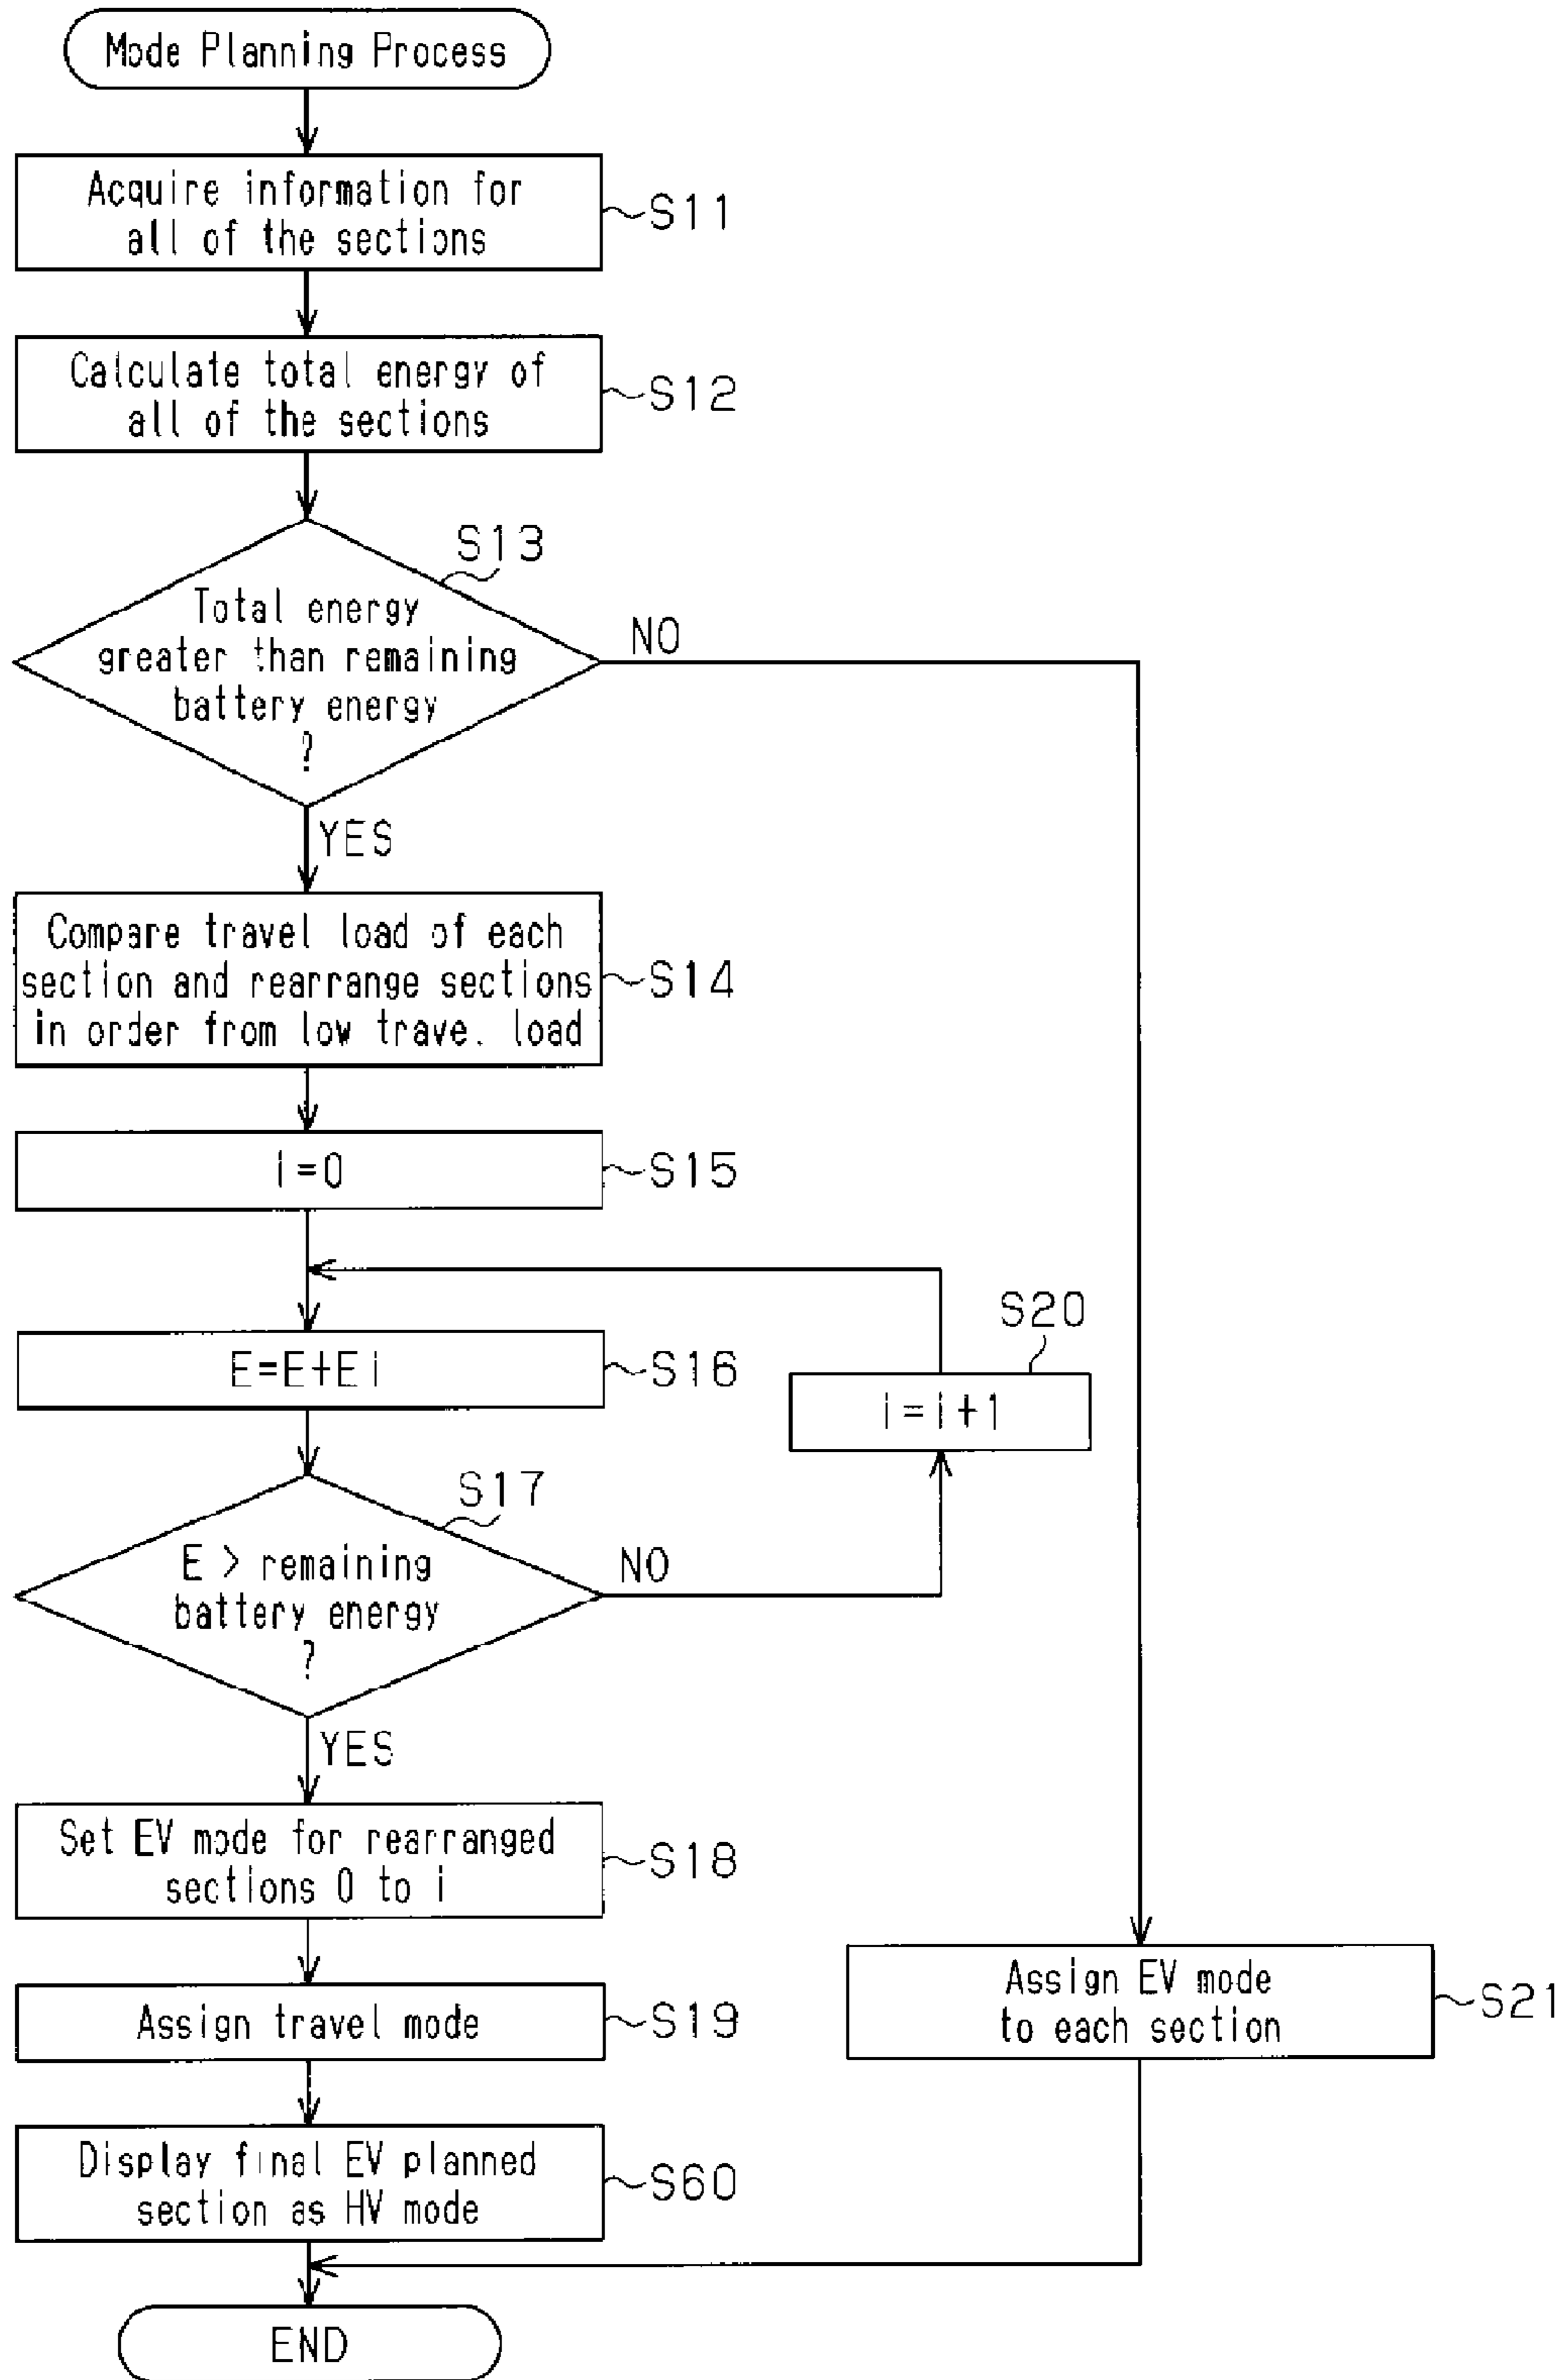 Mode Planning Process
Acquire information for
all of the sections
S11
Calculate total energy of
all of the sections
S12
S13
Total energy
greater than remaining
battery energy
?
NO
YES
Compare travel load of each
section and rearrange sections
in order from low trave. load
S14
i=0
S15
S20
E=E+Ei
S16
i=i+1
S17
E > remaining
battery energy
?
NO
YES
Set EV mode for rearranged
sections 0 to i
S18
Assign EV mode
to each section
S21
Assign travel mode
S19
Display final EV planned
section as HV mode
S60
END